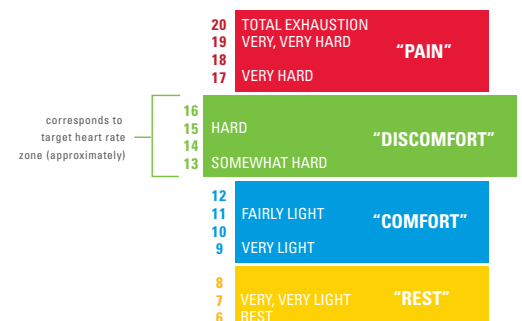 20 TOTAL EXHAUSTION
19 VERY, VERY HARD
“PAIN”
18
17 VERY HARD
corresponds to
target heart rate
zone (approximately)
16
15 HARD
“DISCOMFORT”
14
13 SOMEWHAT HARD
12
11 FAIRLY LIGHT
“COMFORT”
10
9 VERY LIGHT
8
7 VERY, VERY LIGHT “REST”
6 REST